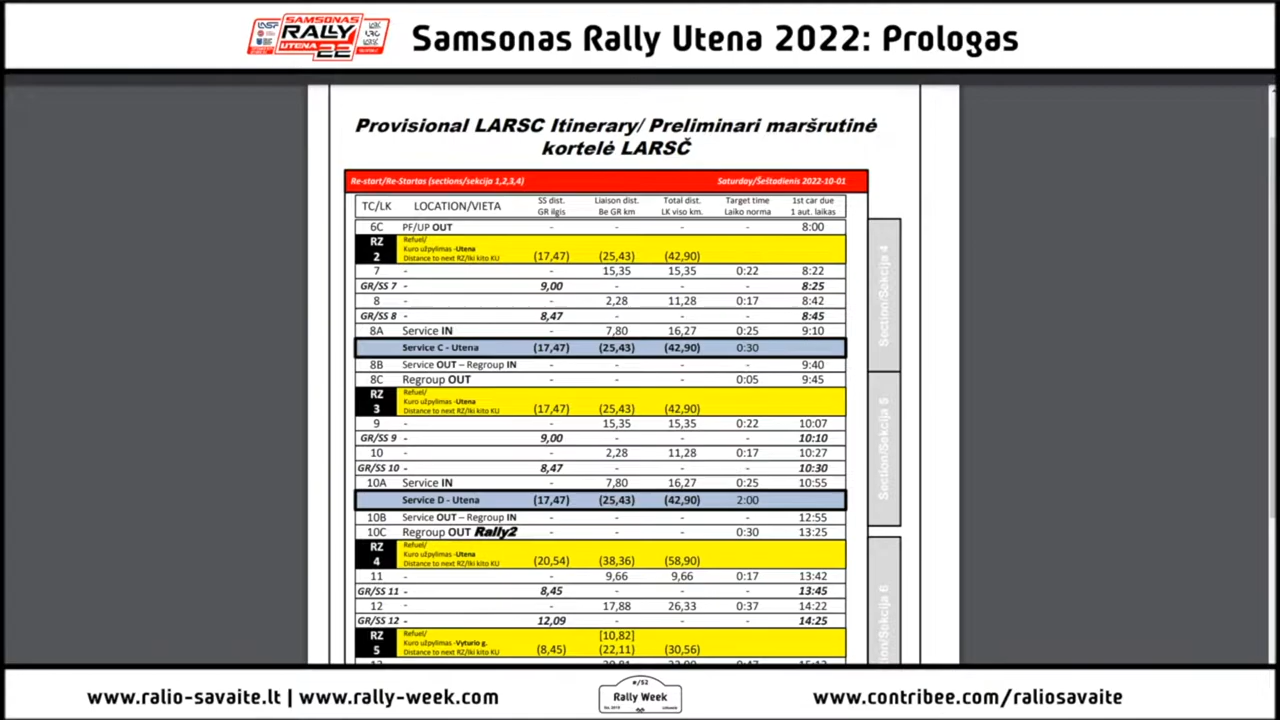 SAMSONAS
RALLY
UTENA 22
Samsonas Rally Utena 2022: Prologas
Provisional LARSC Itinerary/ Preliminari maršrutinė
kortelė LARSČ
Re-start/Re-Startas (sections/sekcija 1,2,3,4) Saturday/Šeštadienis 2022-10-01
TC/LK LOCATION/VIETA SS dist. GR ilgis Liaison dist. Be GR km Total dist. LK viso km. Target time Laiko norma 1st car due 1 aut. laikas
6C PF/UP OUT - - - - 8:00
RZ 2 Refuel/ Kuro užpylimas -Utena Distance to next RZ/Iki kito KU (17,47) (25,43) (42,90)
7 - - 15,35 15,35 0:22 8:22
GR/SS 7 - 9,00 - - - 8:25
8 - - 2,28 11,28 0:17 8:42
GR/SS 8 - 8,47 - - - 8:45
8A Service IN - 7,80 16,27 0:25 9:10
Service C - Utena (17,47) (25,43) (42,90) 0:30
8B Service OUT – Regroup IN - - - 9:40
8C Regroup OUT - - - 0:05 9:45
RZ 3 Refuel/ Kuro užpylimas -Utena Distance to next RZ/Iki kito KU (17,47) (25,43) (42,90)
9 - - 15,35 15,35 0:22 10:07
GR/SS 9 - 9,00 - - - 10:10
10 - - 2,28 11,28 0:17 10:27
GR/SS 10 - 8,47 - - - 10:30
10A Service IN - 7,80 16,27 0:25 10:55
Service D - Utena (17,47) (25,43) (42,90) 2:00
10B Service OUT – Regroup IN - - - 12:55
10C Regroup OUT Rally2 - - - 0:30 13:25
RZ 4 Refuel/ Kuro užpylimas -Utena Distance to next RZ/Iki kito KU (20,54) (38,36) (58,90)
11 - - 9,66 9,66 0:17 13:42
GR/SS 11 - 8,45 - - - 13:45
12 - - 17,88 26,33 0:37 14:22
GR/SS 12 - 12,09 - - - 14:25
RZ 5 Refuel/ Kuro užpylimas -Vyturio g. Distance to next RZ/Iki kito KU (8,45) [10,82] (22,11) (30,56)
Section/Sekcija 4
Section/Sekcija 5
n/Sekcija 6
www.ralio-savaite.lt | www.rally-week.com
#/52
Rally Week
www.contribee.com/raliosavaite